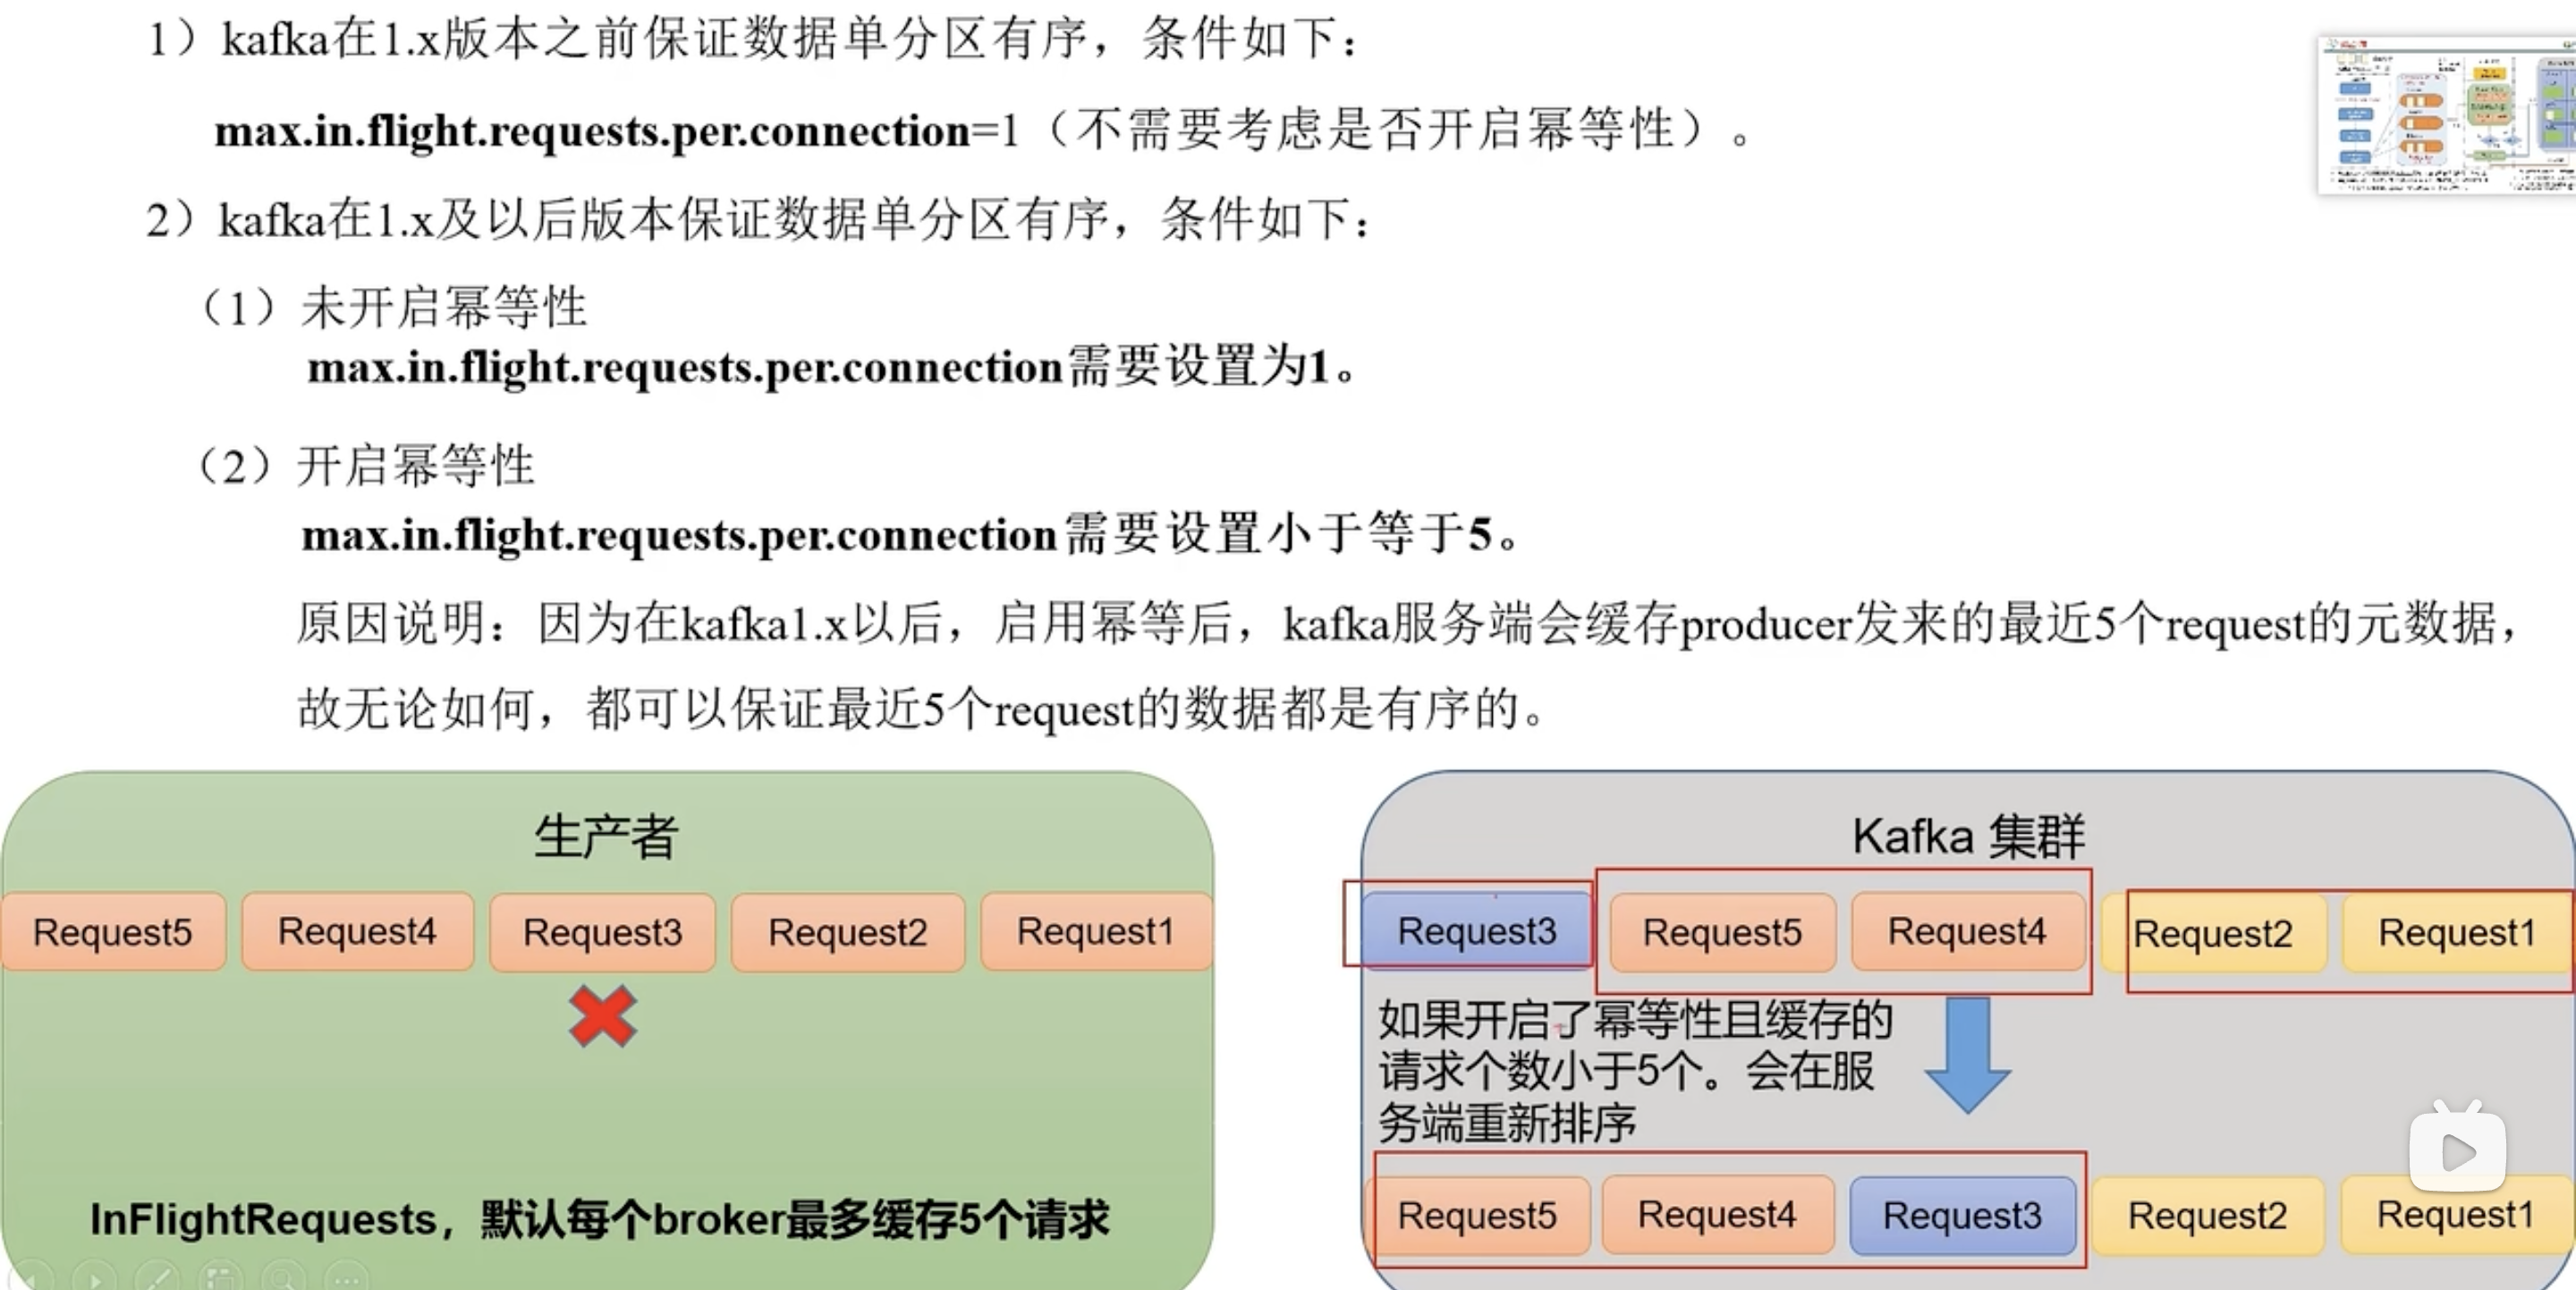 1）kafka在1.x版本之前保证数据单分区有序，条件如下：
max.in.flight.requests.per.connection=1（不需要考虑是否开启幂等性）。
2）kafka在1.x及以后版本保证数据单分区有序，条件如下：
（1）未开启幂等性
max.in.flight.requests.per.connection需要设置为1。
（2）开启幂等性
max.in.flight.requests.per.connection需要设置小于等于5。
原因说明：因为在kafka1.x以后，启用幂等后，kafka服务端会缓存producer发来的最近5个request的元数据，
故无论如何，都可以保证最近5个request的数据都是有序的。
生产者
Request5 Request4 Request3 Request2 Request1
InFlightRequests，默认每个broker最多缓存5个请求
Kafka 集群
Request3 Request5 Request4 Request2 Request1
如果开启了幂等性且缓存的
请求个数小于5个。会在服
务端重新排序
Request5 Request4 Request3 Request2 Request1